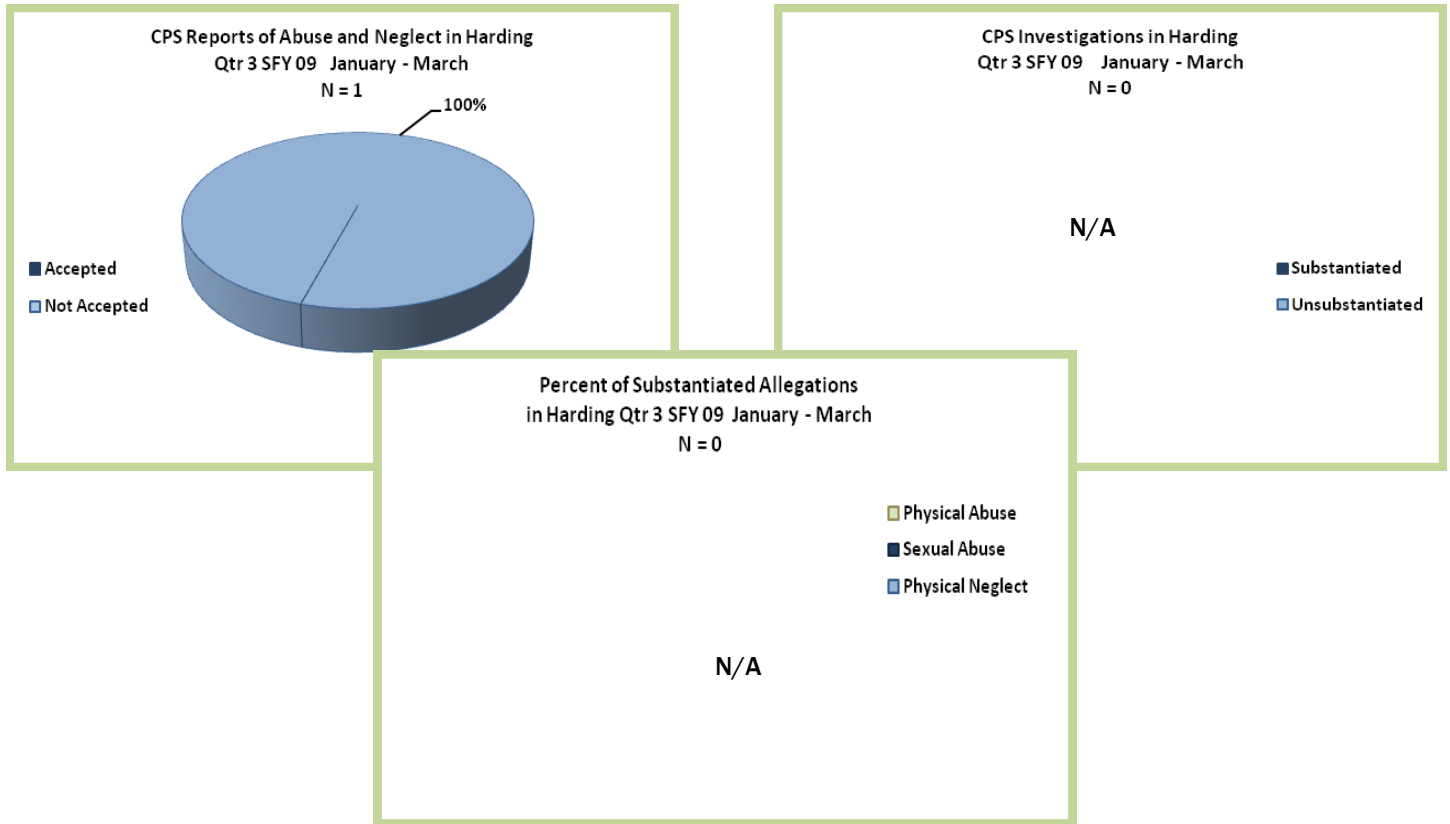 CPS Reports of Abuse and Neglect in Harding
Qtr 3 SFY 09 January - March
N = 1
100%
Accepted
Not Accepted
CPS Investigations in Harding
Qtr 3 SFY 09 January - March
N = 0
N/A
Substantiated
Unsubstantiated
Percent of Substantiated Allegations
in Harding Qtr 3 SFY 09 January - March
N = 0
Physical Abuse
Sexual Abuse
Physical Neglect
N/A